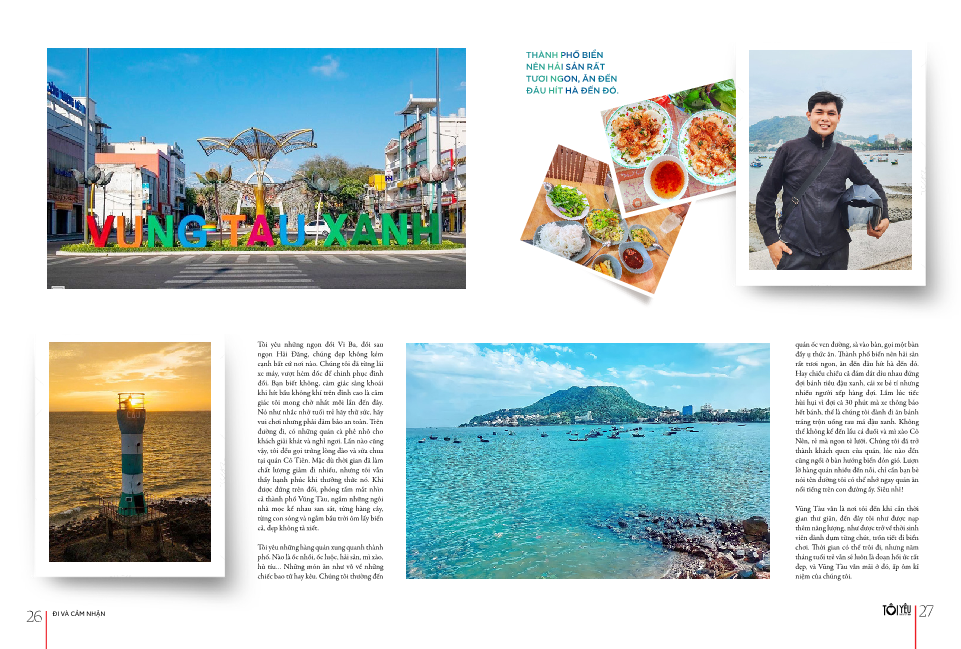 VUNG TAU XANH
THÀNH PHỐ BIỂN
NÊN HẢI SẢN RẤT
TƯƠI NGON, ĂN ĐẾN
ĐÂU HÍT HÀ ĐẾN ĐÓ.
Tôi yêu những ngọn đồi Vi Ba, đồi sau
ngọn Hải Đăng, chúng đẹp không kém
cạnh bất cứ nơi nào. Chúng tôi đã từng lái
xe máy, vượt hẻm dốc để chinh phục đỉnh
đồi. Bạn biết không, cảm giác sảng khoái
khi hít bầu không khí trên đỉnh cao là cảm
giác tôi mong chờ nhất mỗi lần đến đây.
Nó như nhắc nhở tuổi trẻ hãy thử sức, hãy
vui chơi nhưng phải đảm bảo an toàn. Trên
đường đi, có những quán cà phê nhỏ cho
khách giải khát và nghỉ ngơi. Lần nào cũng
vậy, tôi đều gọi trứng lòng đào và sữa chua
tại quán Cô Tiên. Mặc dù thời gian đã làm
chất lượng giảm đi nhiều, nhưng tôi vẫn
thấy hạnh phúc khi thưởng thức nó. Khi
được đứng trên đồi, phóng tầm mắt nhìn
cả thành phố Vũng Tàu, ngắm những ngôi
nhà mọc kế nhau san sát, từng hàng cây,
từng con sóng và ngắm bầu trời ôm lấy biển
cả, đẹp không tả xiết.
Tôi yêu những hàng quán xung quanh thành
phố. Nào là ốc nhồi, ốc luộc, hải sản, mì xào,
hủ tíu... Những món ăn như vỗ về những
chiếc bao tử hay kêu. Chúng tôi thường đến
quán ốc ven đường, sà vào bàn, gọi một bàn
đầy ụ thức ăn. Thành phố biển nên hải sản
rất tươi ngon, ăn đến đâu hít hà đến đó.
Hay chiều chiều cả đám dắt díu nhau đứng
đợi bánh tiêu đậu xanh, cái xe bé tí nhưng
nhiều người xếp hàng đợi. Lắm lúc tiếc
hùi hụi vì đợi cả 30 phút mà xe thông báo
hết bánh, thế là chúng tôi đành đi ăn bánh
tráng trộn uống rau má đậu xanh. Không
thể không kể đến lẩu cá đuối và mì xào Cô
Nên, rẻ mà ngon tê lưỡi. Chúng tôi đã trở
thành khách quen của quán, lúc nào đến
cũng ngồi ở bàn hướng biển đón gió. Lượn
lờ hàng quán nhiều đến nỗi, chỉ cần bạn bè
nói tên đường tôi có thể nhớ ngay quán ăn
nổi tiếng trên con đường ấy. Siêu nhỉ!
Vũng Tàu vẫn là nơi tôi đến khi cần thời
gian thư giãn, đến đây tôi như được nạp
thêm năng lượng, như được trở về thời sinh
viên dành dụm từng chút, trốn tiết đi biển
chơi. Thời gian có thể trôi đi, nhưng năm
tháng tuổi trẻ vẫn sẽ luôn là đoạn hồi ức rất
đẹp, và Vũng Tàu vẫn mãi ở đó, ấp ôm kỉ
niệm của chúng tôi.
26 ĐI VÀ CẢM NHẬN
TÔI YÊU 27